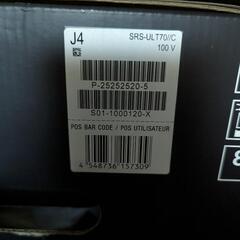 J4
SRS-ULT70//C
100 V
P-25252520-5
S01-1000120-X
POS BAR CODE / POS UTILISATEUR
4 548736 157309